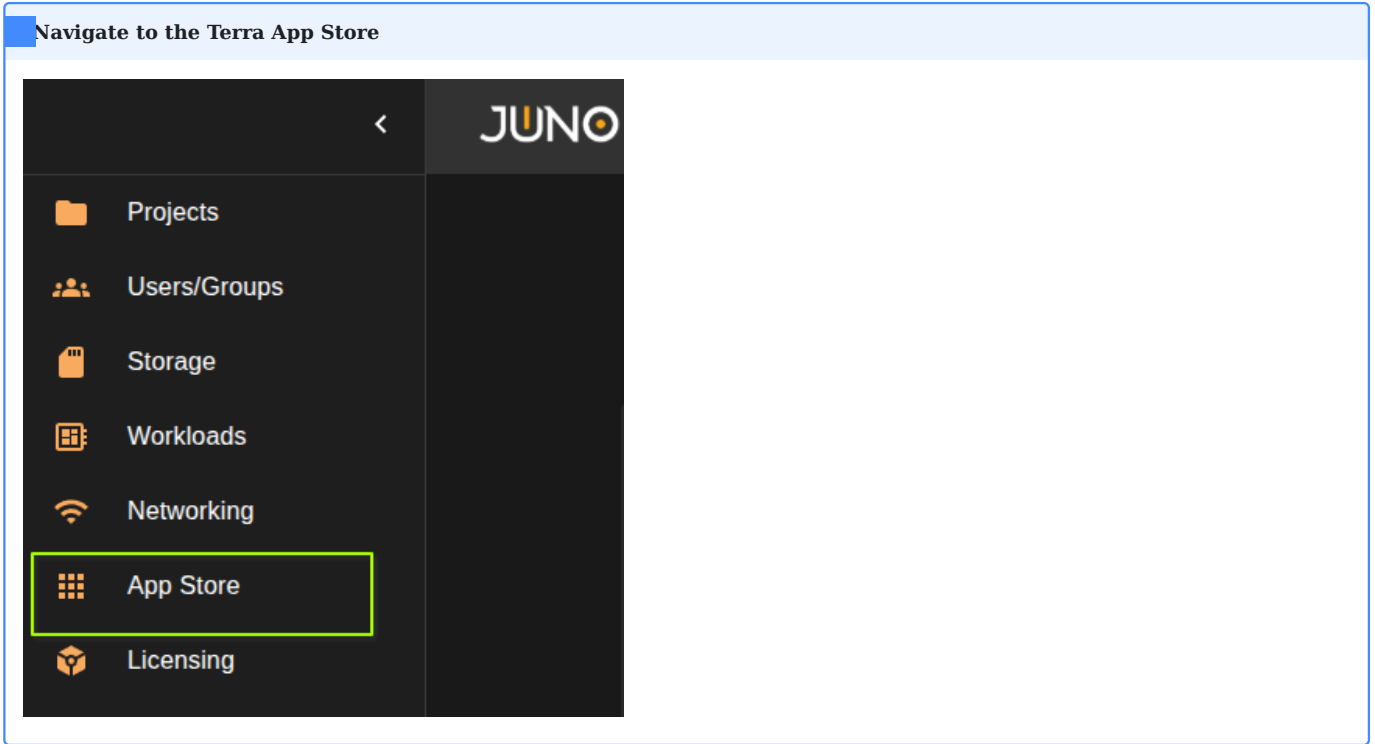 Navigate to the Terra App Store
JUNO
Projects
Users/Groups
Storage
Workloads
Networking
App Store
Licensing